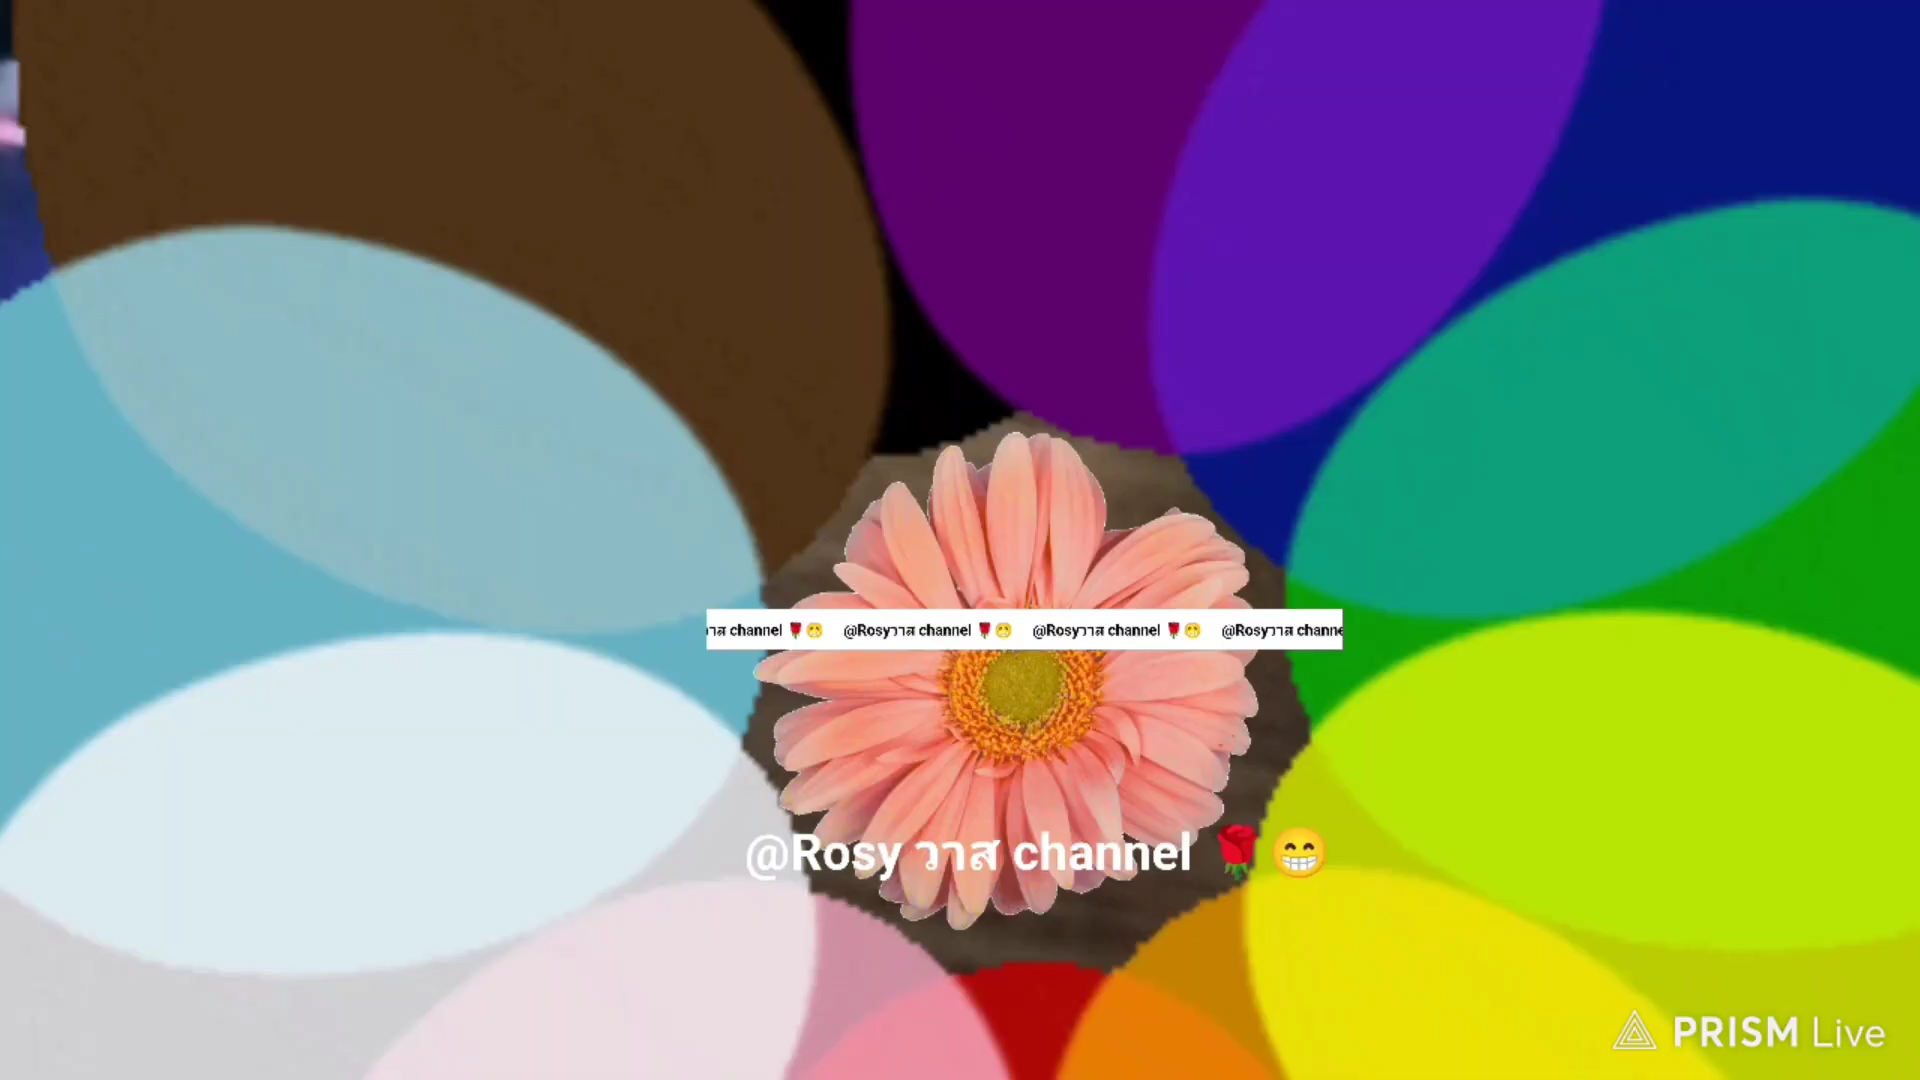 าส channel 🌹😁 @Rosyวาส channel 🌹😁 @Rosyวาส channel 🌹😁 @Rosyวาส channe
@Rosy วาส channel 🌹😁
PRISM Live